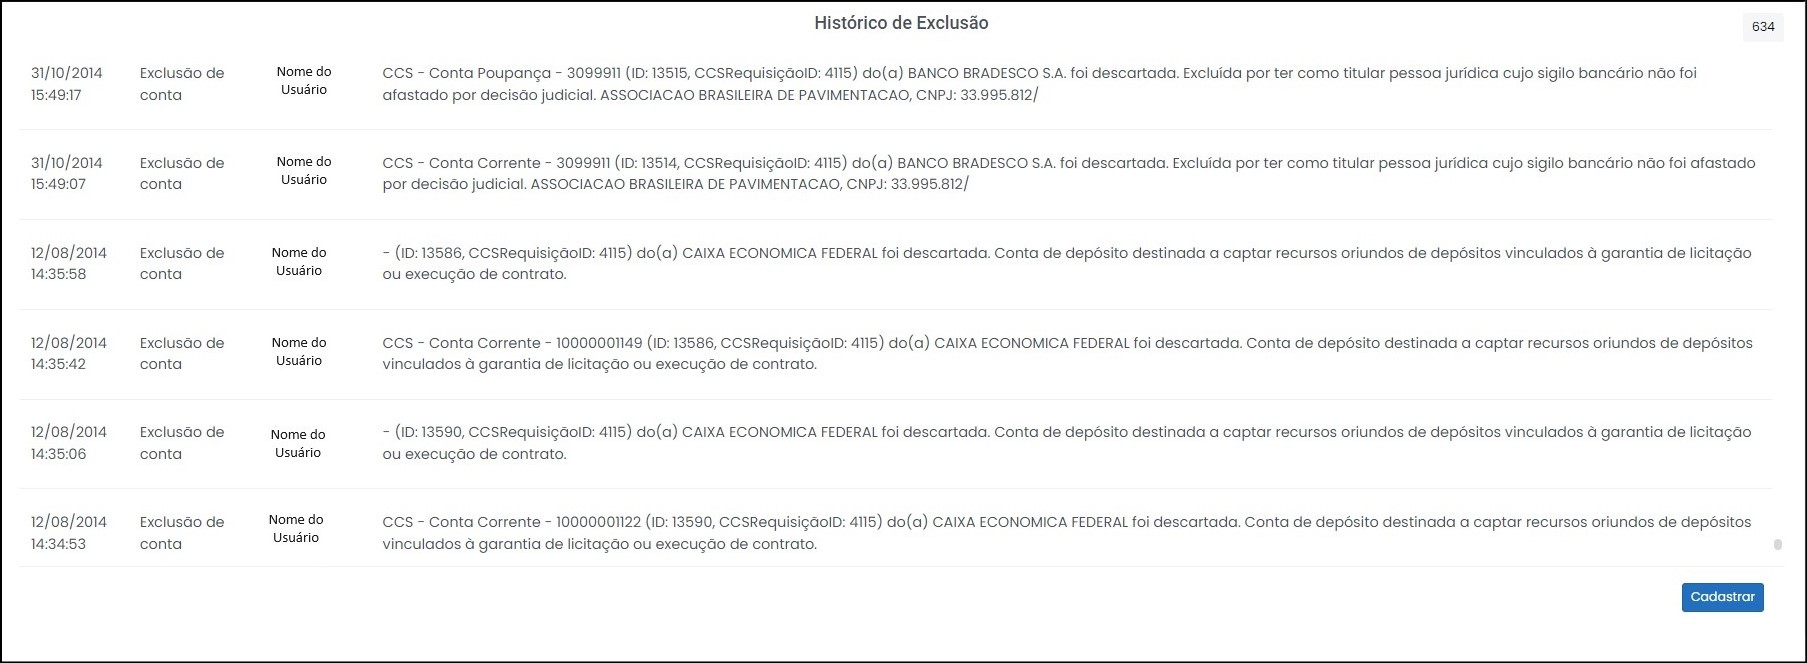 Histórico de Exclusão
634
31/10/2014
15:49:17
Exclusão de
conta
Nome do
Usuário
CCS - Conta Poupança - 3099911 (ID: 13515, CCSRequisiçãoID: 4115) do(a) BANCO BRADESCO S.A. foi descartada. Excluída por ter como titular pessoa jurídica cujo sigilo bancário não foi
afastado por decisão judicial. ASSOCIACAO BRASILEIRA DE PAVIMENTACAO, CNPJ: 33.995.812/
31/10/2014
15:49:07
Exclusão de
conta
Nome do
Usuário
CCS - Conta Corrente - 3099911 (ID: 13514, CCSRequisiçãoID: 4115) do(a) BANCO BRADESCO S.A. foi descartada. Excluída por ter como titular pessoa jurídica cujo sigilo bancário não foi afastado
por decisão judicial. ASSOCIACAO BRASILEIRA DE PAVIMENTACAO, CNPJ: 33.995.812/
12/08/2014
14:35:58
Exclusão de
conta
Nome do
Usuário
- (ID: 13586, CCSRequisiçãoID: 4115) do(a) CAIXA ECONOMICA FEDERAL foi descartada. Conta de depósito destinada a captar recursos oriundos de depósitos vinculados à garantia de licitação
ou execução de contrato.
12/08/2014
14:35:42
Exclusão de
conta
Nome do
Usuário
CCS - Conta Corrente - 10000001149 (ID: 13586, CCSRequisiçãoID: 4115) do(a) CAIXA ECONOMICA FEDERAL foi descartada. Conta de depósito destinada a captar recursos oriundos de depósitos
vinculados à garantia de licitação ou execução de contrato.
12/08/2014
14:35:06
Exclusão de
conta
Nome do
Usuário
- (ID: 13590, CCSRequisiçãoID: 4115) do(a) CAIXA ECONOMICA FEDERAL foi descartada. Conta de depósito destinada a captar recursos oriundos de depósitos vinculados à garantia de licitação
ou execução de contrato.
12/08/2014
14:34:53
Exclusão de
conta
Nome do
Usuário
CCS - Conta Corrente - 10000001122 (ID: 13590, CCSRequisiçãoID: 4115) do(a) CAIXA ECONOMICA FEDERAL foi descartada. Conta de depósito destinada a captar recursos oriundos de depósitos
vinculados à garantia de licitação ou execução de contrato.
Cadastrar